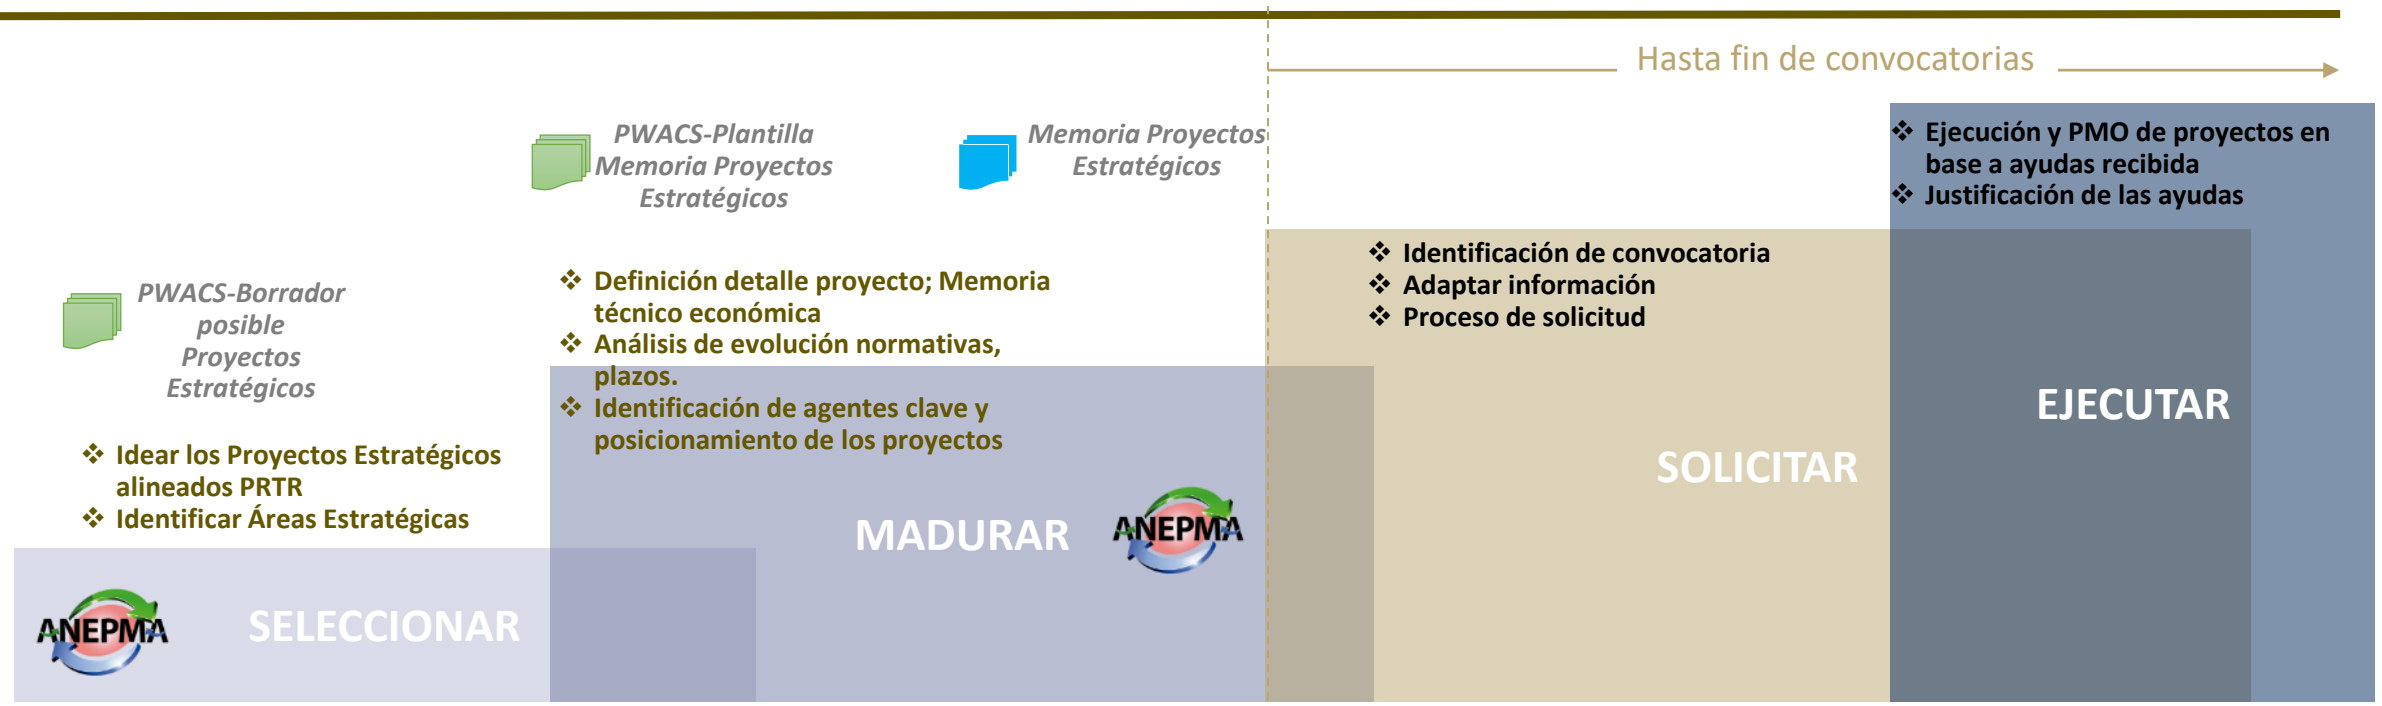 Hasta fin de convocatorias
PWACS-Borrador
posible
Proyectos
Estratégicos
❖ Idear los Proyectos Estratégicos
alineados PRTR
❖ Identificar Áreas Estratégicas
ANEPMA
SELECCIONAR
PWACS-Plantilla
Memoria Proyectos
Estratégicos
Memoria Proyectos
Estratégicos
❖ Definición detalle proyecto; Memoria
técnico económica
❖ Análisis de evolución normativas,
plazos.
❖ Identificación de agentes clave y
posicionamiento de los proyectos
MADURAR
ANEPMA
❖ Identificación de convocatoria
❖ Adaptar información
❖ Proceso de solicitud
SOLICITAR
❖ Ejecución y PMO de proyectos en
base a ayudas recibida
❖ Justificación de las ayudas
EJECUTAR